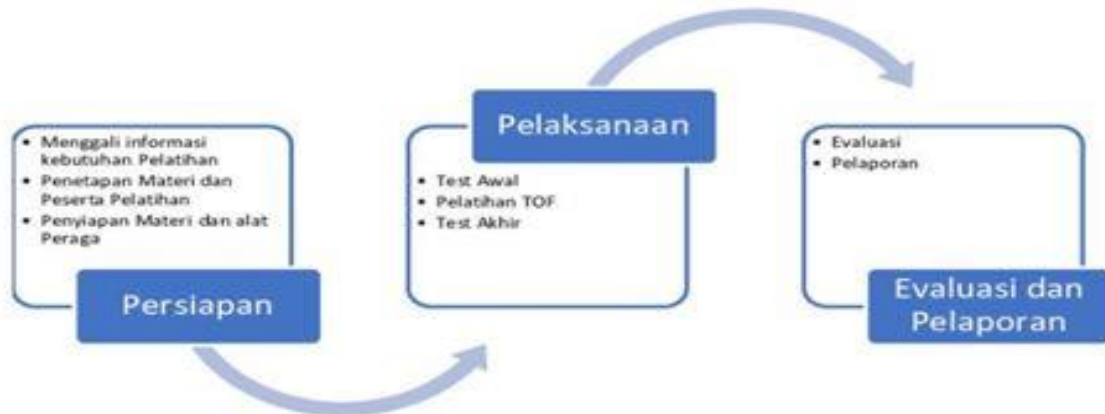 • Menggali informasi
kebutuhan Pelatihan
• Penetapan Materi dan
Peserta Pelatihan
• Penyiapan Materi dan alat
Peraga
Persiapan
Pelaksanaan
• Test Awal
• Pelatihan TOF
• Test Akhir
• Evaluasi
• Pelaporan
Evaluasi dan
Pelaporan